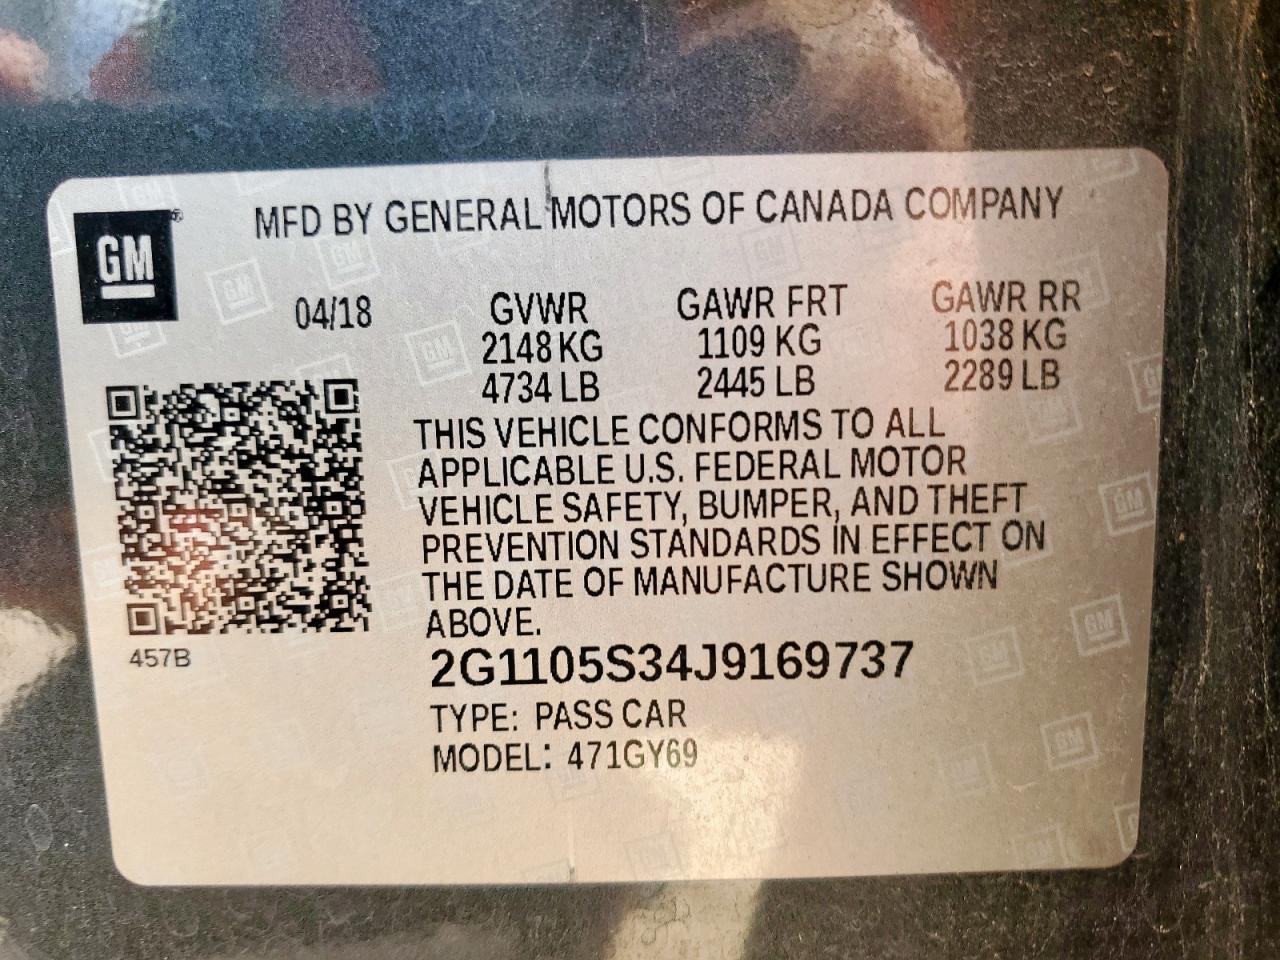 GM
MFD BY GENERAL MOTORS OF CANADA COMPANY
04/18 GVWR GAWR FRT GAWR RR
2148 KG 1109 KG 1038 KG
4734 LB 2445 LB 2289 LB
THIS VEHICLE CONFORMS TO ALL
APPLICABLE U.S. FEDERAL MOTOR
VEHICLE SAFETY, BUMPER, AND THEFT
PREVENTION STANDARDS IN EFFECT ON
THE DATE OF MANUFACTURE SHOWN
ABOVE.
457B
2G1105S34J9169737
TYPE: PASS CAR
MODEL: 471GY69